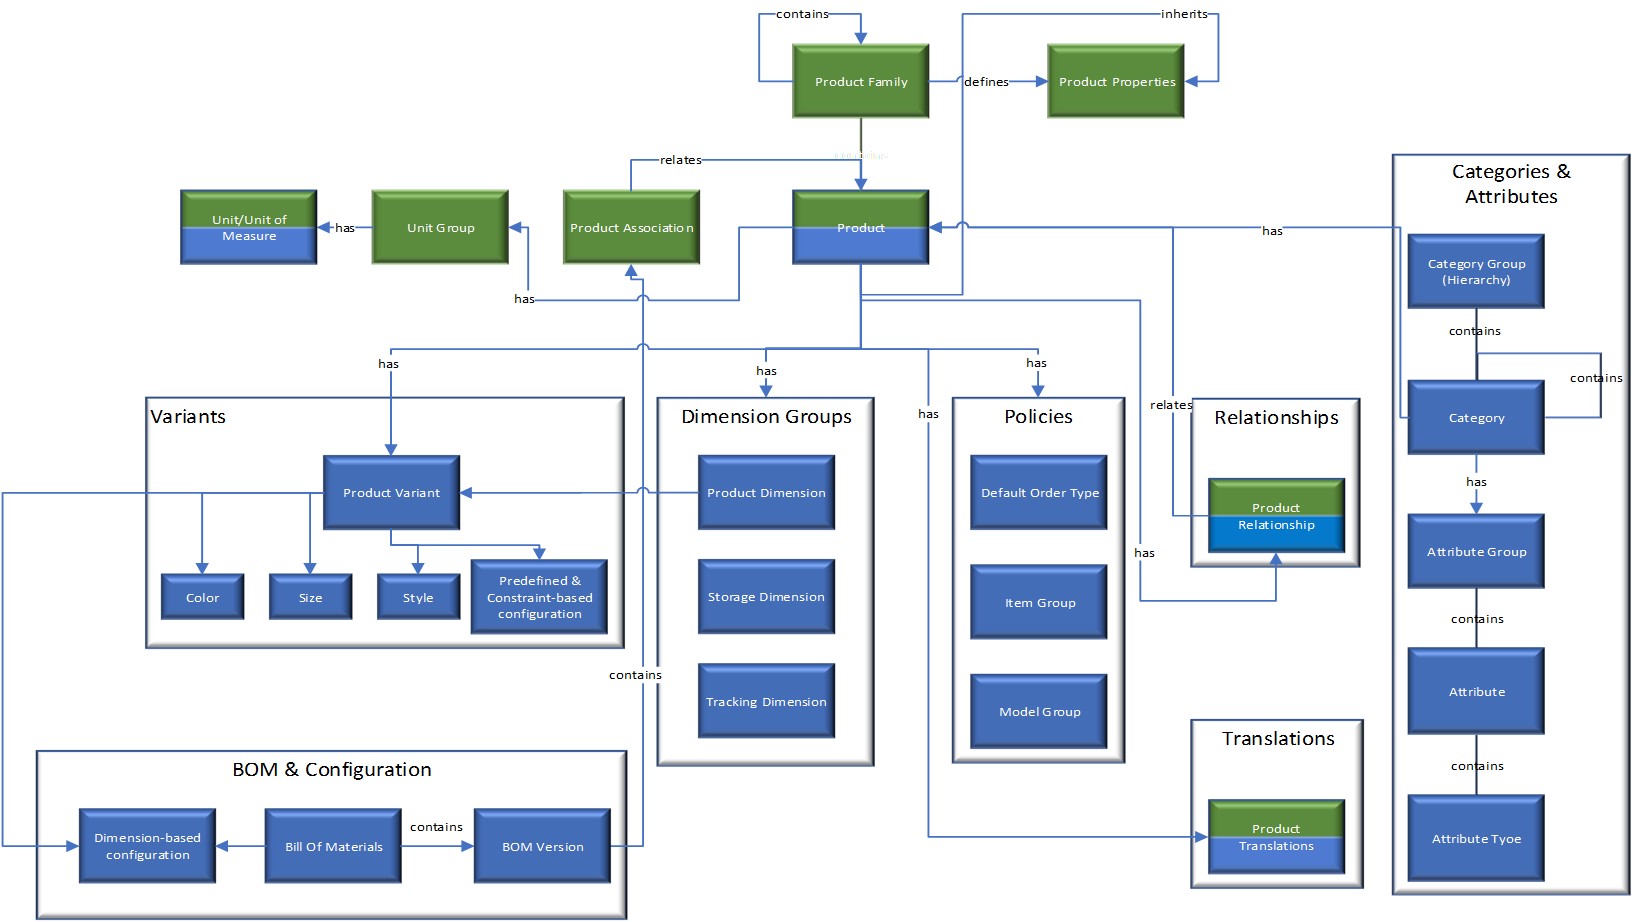 contains
inherits
Product Family
defines
Product Properties
relates
Categories &
Attributes
Unit/Unit of
Measure
has
Unit Group
Product Association
Product
has
Category Group
(Hierarchy)
has
contains
has
has
has
contains
has
relates
Variants
Dimension Groups
Policies
Relationships
Category
has
Product Variant
Product Dimension
Default Order Type
Product
Relationship
has
Attribute Group
Color
Size
Style
Predefined &
Constraint-based
configuration
Storage Dimension
Item Group
contains
contains
Tracking Dimension
Model Group
Attribute
Translations
contains
BOM & Configuration
contains
Dimension-based
configuration
Bill Of Materials
BOM Version
Product
Translations
Attribute Tyoe